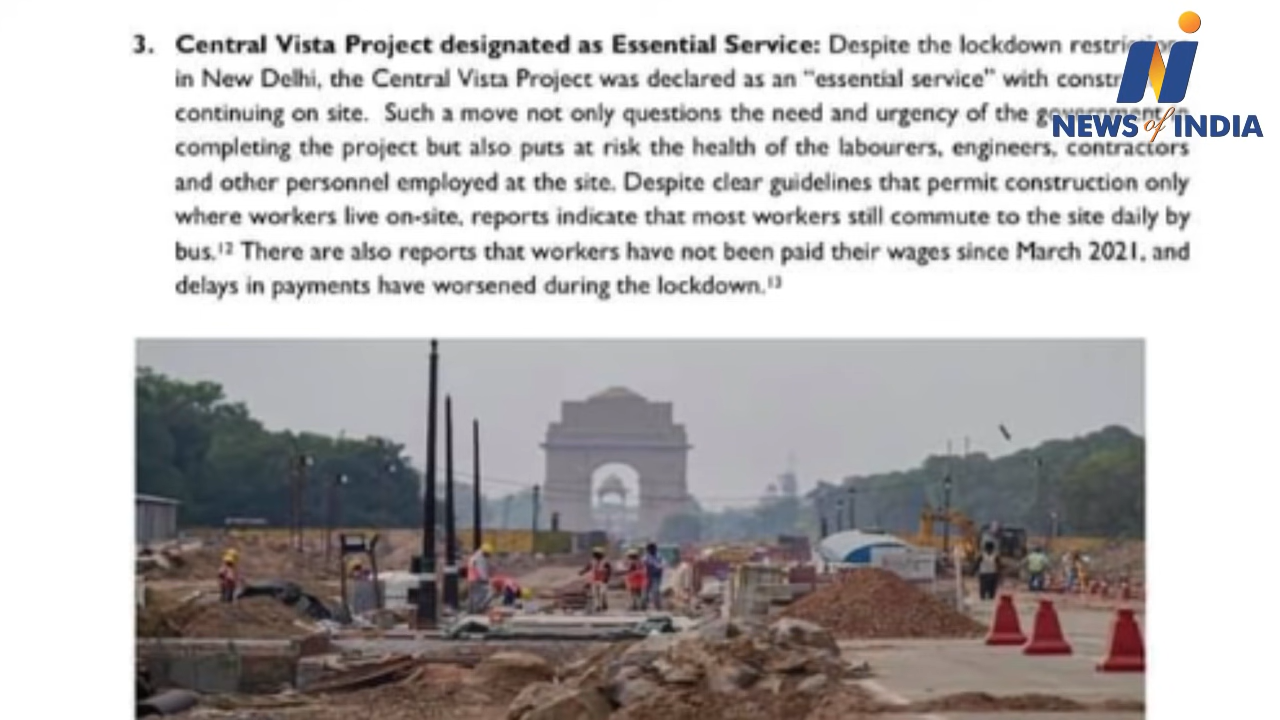 3. Central Vista Project designated as Essential Service: Despite the lockdown
in New Delhi, the Central Vista Project was declared as an “essential service” with
continuing on site. Such a move not only questions the need and urgency of the
completing the project but also puts at risk the health of the labourers, engineers, contractors
and other personnel employed at the site. Despite clear guidelines that permit construction only
where workers live on-site, reports indicate that most workers still commute to the site daily by
bus.¹² There are also reports that workers have not been paid their wages since March 2021, and
delays in payments have worsened during the lockdown.¹³
NEWS of INDIA